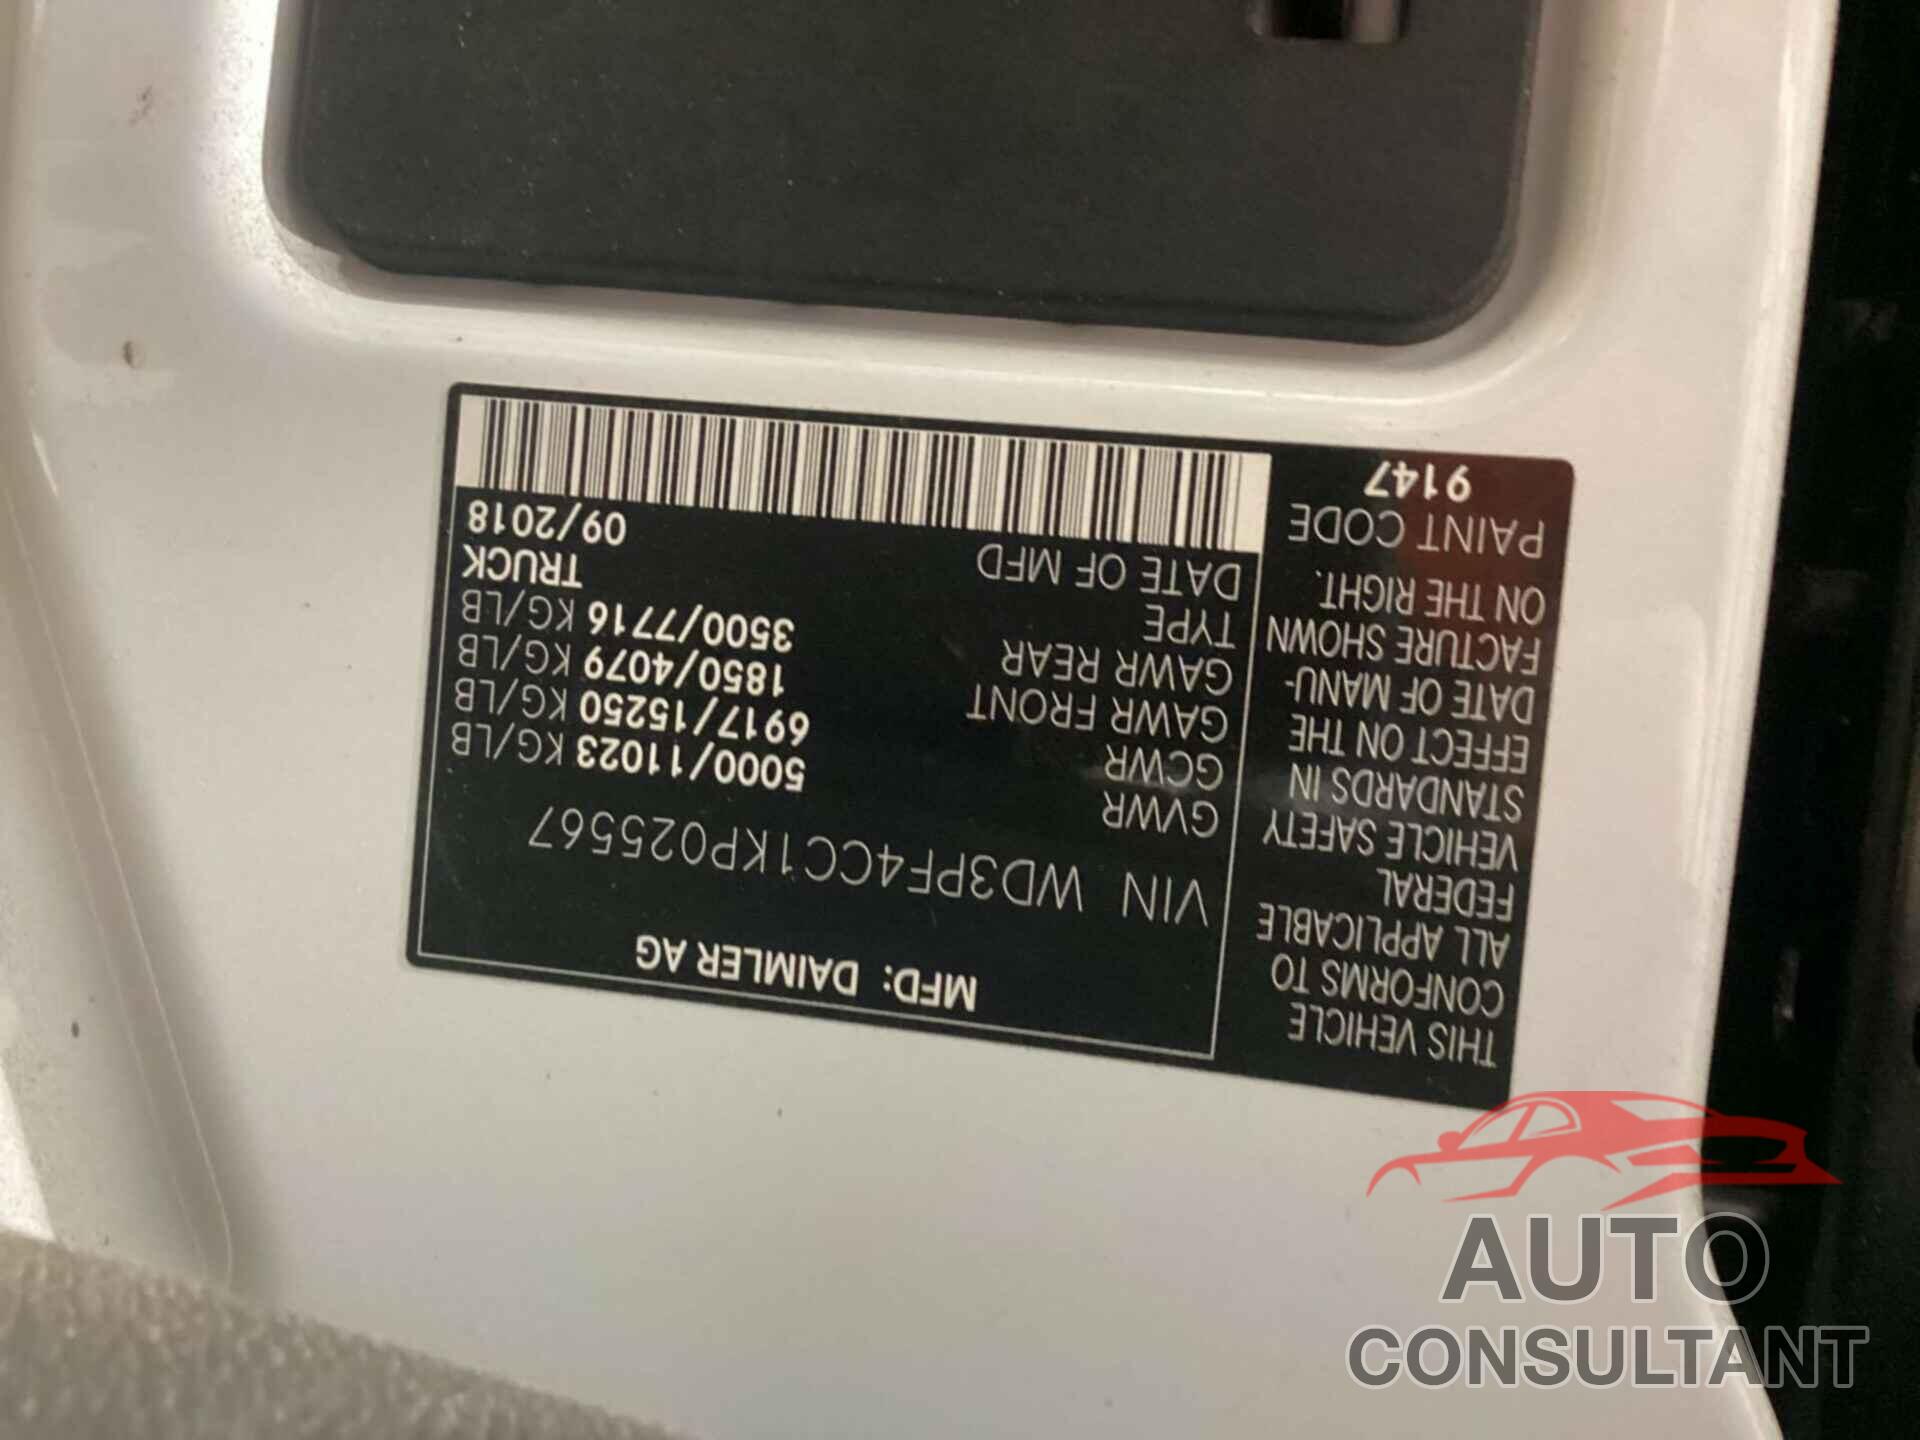 THIS VEHICLE
CONFORMS TO
ALL APPLICABLE
FEDERAL
VEHICLE SAFETY
STANDARDS IN
EFFECT ON THE
DATE OF MANU-
FACTURE SHOWN
ON THE RIGHT.
PAINT CODE
9147
MFD: DAIMLER AG
VIN WD3PF4CC1KP025567
GVWR 5000/11023 KG/LB
GCWR 6917/15250 KG/LB
GAWR FRONT 1850/4079 KG/LB
GAWR REAR 3500/7716 KG/LB
TYPE TRUCK
DATE OF MFD 09/2018
AUTO
CONSULTANT